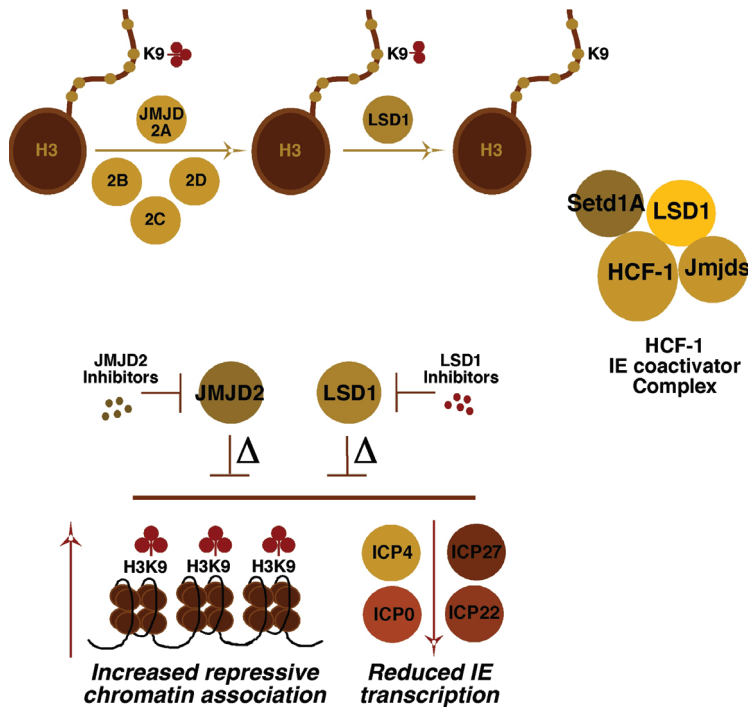 K9
K9
K9
JMJD
2A
LSD1
H3
H3
H3
2B
2D
2C
Setd1A
LSD1
HCF-1
Jmjds
HCF-1
IE coactivator
Complex
JMJD2
Inhibitors
JMJD2
LSD1
LSD1
Inhibitors
Δ
Δ
H3K9
H3K9
H3K9
ICP4
ICP27
ICP0
ICP22
Increased repressive
chromatin association
Reduced IE
transcription